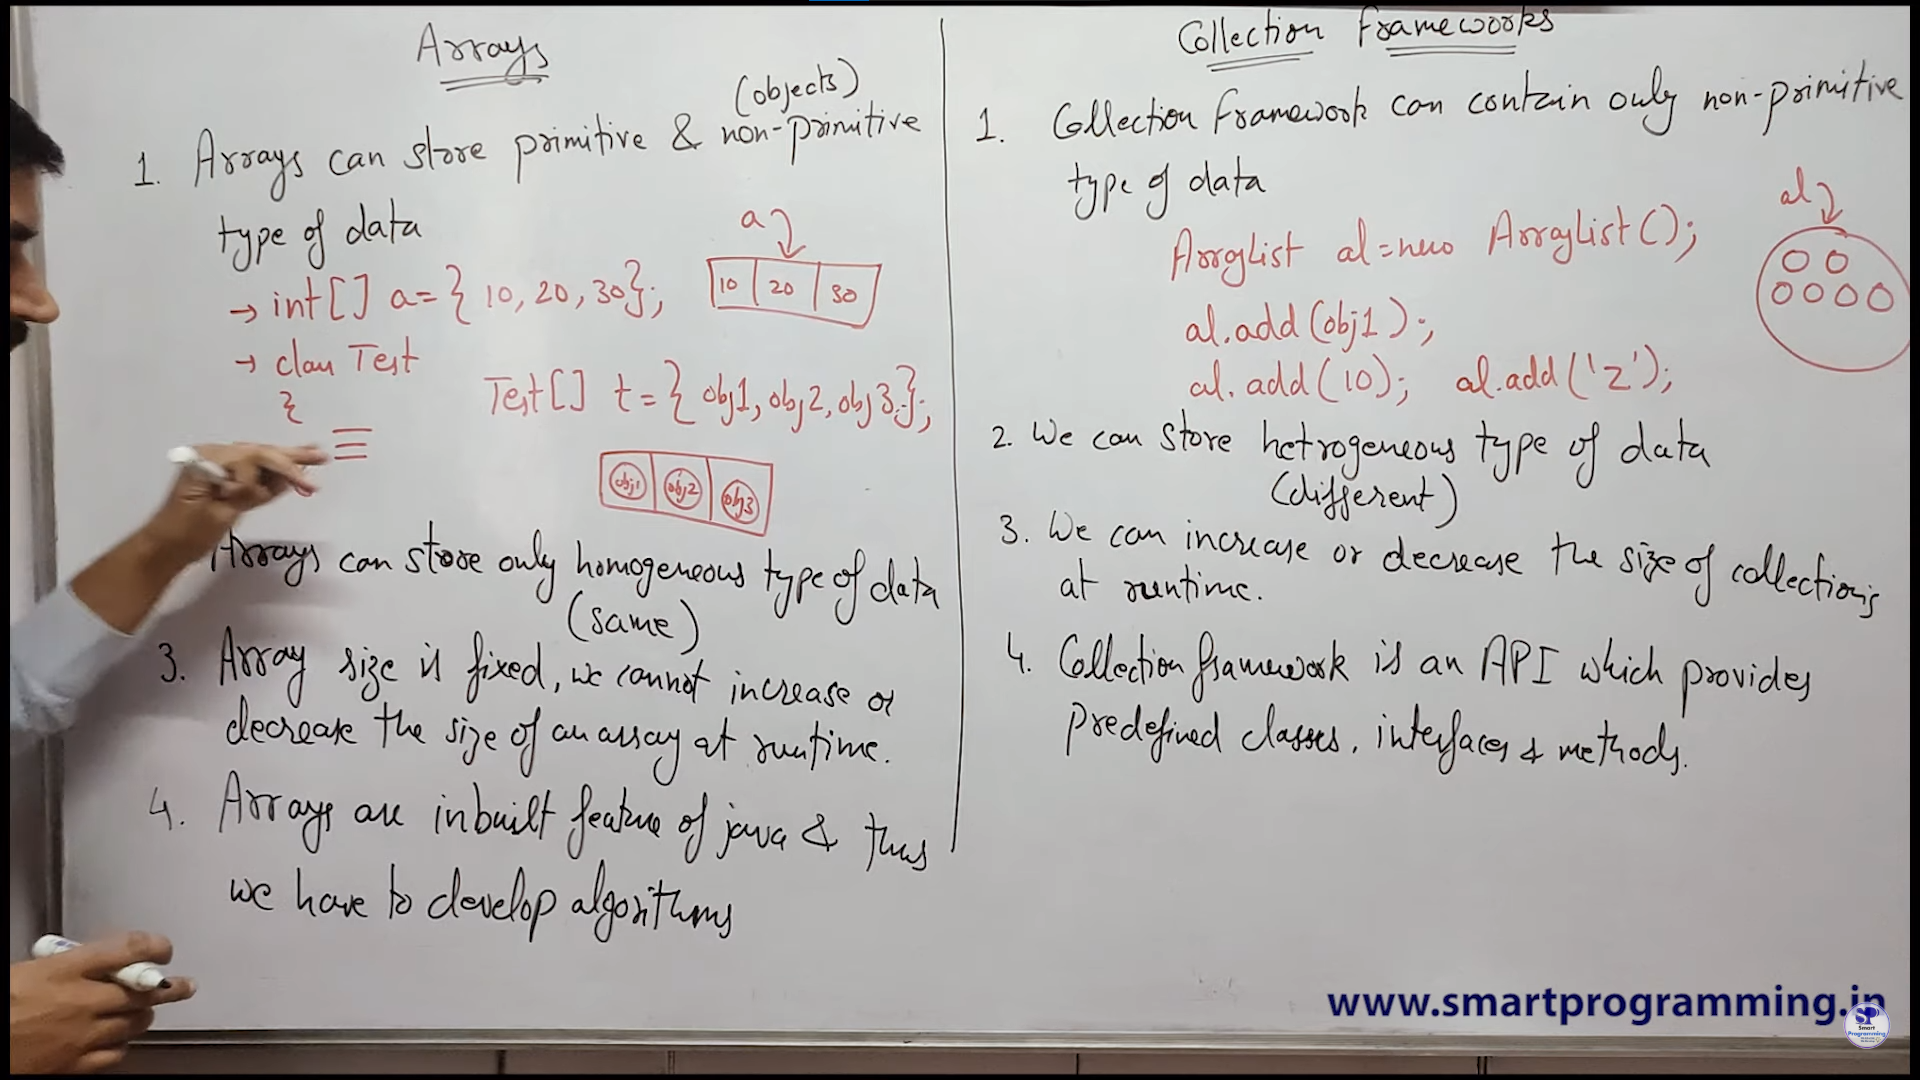 Arrays
(objects)
1. Arrays can store primitive & non-primitive
type of data
a
→ int[] a = { 10, 20, 30};
10 20 30
→ class Test
{
Test[] t = { obj1, obj2, obj3,};
obj1 obj2 obj3
Arrays can store only homogeneous type of data
(same)
3. Array size is fixed, we cannot increase or
decrease the size of an array at runtime.
4. Arrays are inbuilt feature of java & thus
we have to develop algorithms
Collection Frameworks
1. Collection Framework can contain only non-primitive
type of data
al
ArrayList al = new ArrayList();
al.add(obj1);
al.add(10); al.add('z');
2. We can store hetrogeneous type of data
(different)
3. We can increase or decrease the size of collections
at runtime.
4. Collection framework is an API which provides
predefined classes, interfaces & methods.
www.smartprogramming.in
SP
Smart
Programming